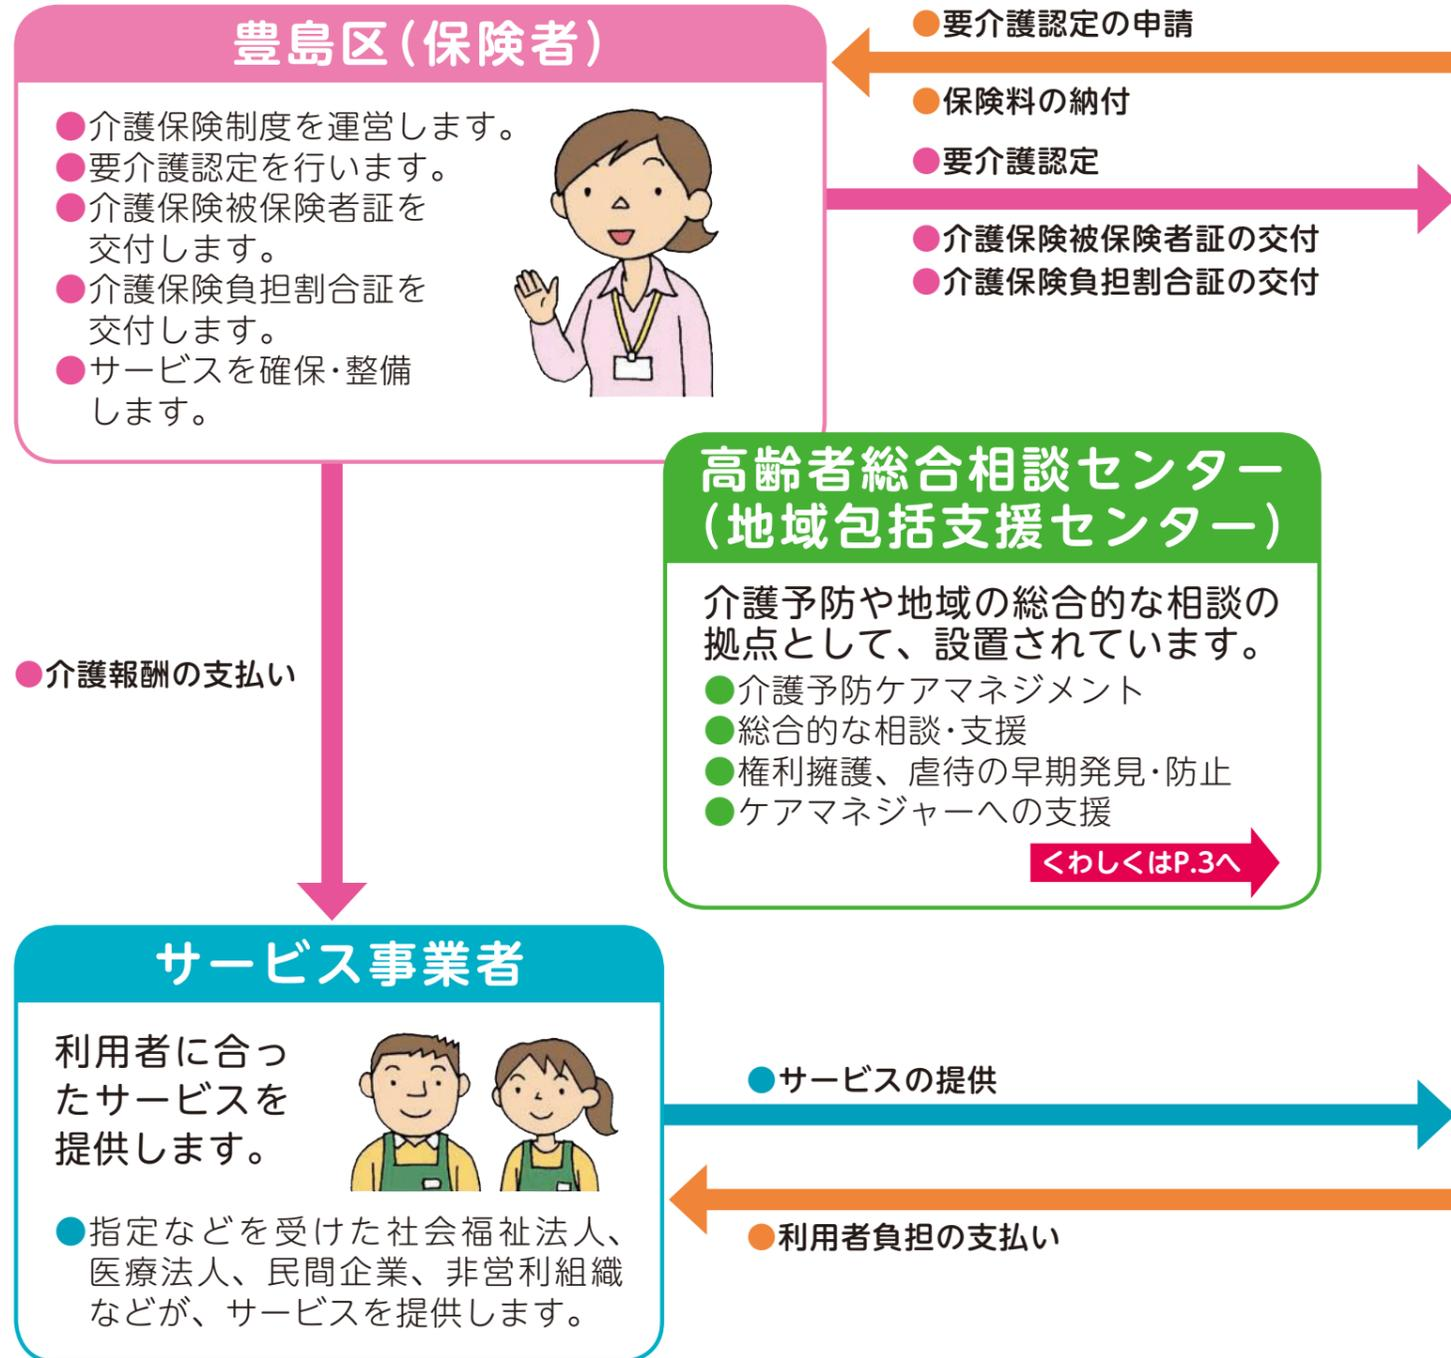 豊島区(保険者)
●介護保険制度を運営します。
●要介護認定を行います。
●介護保険被保険者証を
交付します。
●介護保険負担割合証を
交付します。
●サービスを確保・整備
します。
●要介護認定の申請
●保険料の納付
●要介護認定
●介護保険被保険者証の交付
●介護保険負担割合証の交付
高齢者総合相談センター
(地域包括支援センター)
介護予防や地域の総合的な相談の
拠点として、設置されています。
●介護予防ケアマネジメント
●総合的な相談・支援
●権利擁護、虐待の早期発見・防止
●ケアマネジャーへの支援
くわしくはP.3へ
●介護報酬の支払い
サービス事業者
利用者に合っ
たサービスを
提供します。
●指定などを受けた社会福祉法人、
医療法人、民間企業、非営利組織
などが、サービスを提供します。
●サービスの提供
●利用者負担の支払い